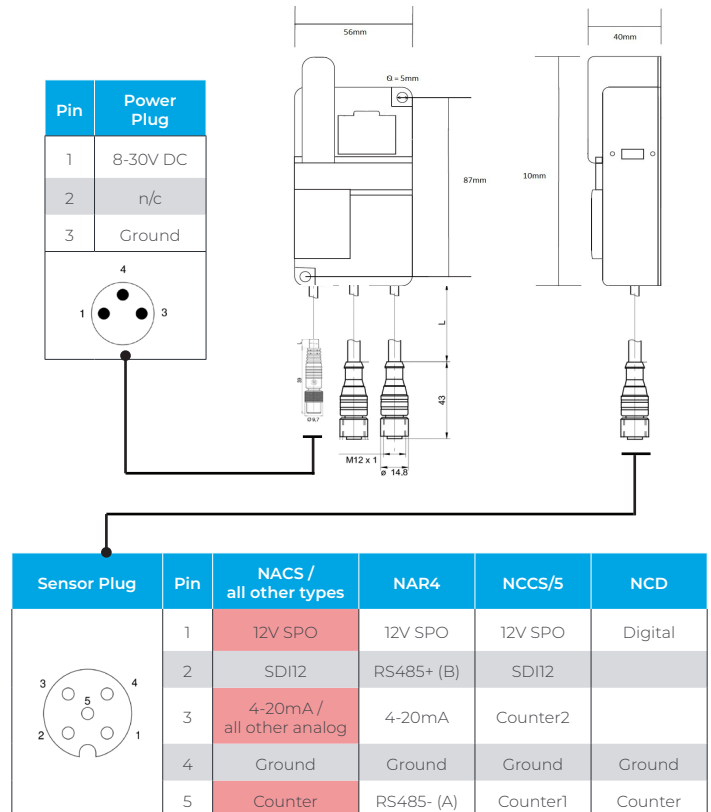 56mm
40mm
Q = 5mm
87mm
10mm
Pin Power Plug
1 8-30V DC
2 n/c
3 Ground
4
1 3
L
L
39
43
Ø9,7
M12 x 1
ø 14.8
Sensor Plug Pin NACS / all other types NAR4 NCCS/5 NCD
1 12V SPO 12V SPO 12V SPO Digital
2 SDI12 RS485+ (B) SDI12
3 4-20mA / all other analog 4-20mA Counter2
4 Ground Ground Ground Ground
5 Counter RS485- (A) Counter1 Counter
3 4
5
2 1